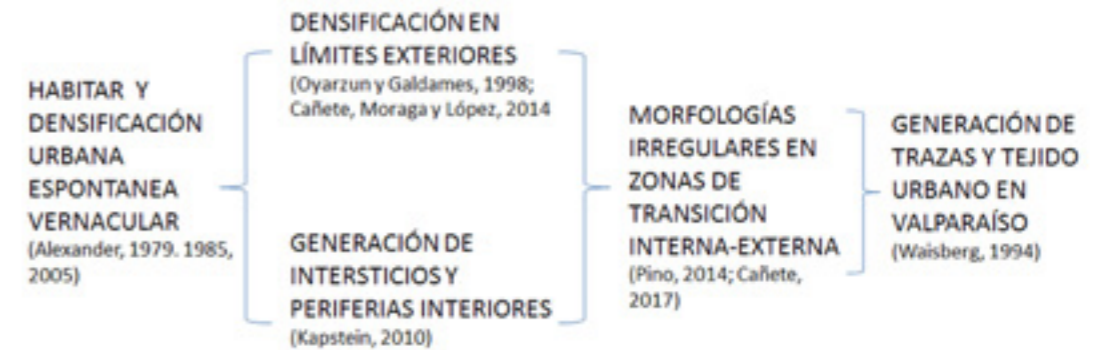 HABITAR Y
DENSIFICACIÓN
URBANA
ESPONTANEA
VERNACULAR
(Alexander, 1979. 1985,
2005)
DENSIFICACIÓN EN
LÍMITES EXTERIORES
(Oyarzun y Galdames, 1998;
Cañete, Moraga y López, 2014
GENERACIÓN DE
INTERSTICIOS Y
PERIFERIAS INTERIORES
(Kapstein, 2010)
MORFOLOGÍAS
IRREGULARES EN
ZONAS DE
TRANSICIÓN
INTERNA-EXTERNA
(Pino, 2014; Cañete,
2017)
GENERACIÓN DE
TRAZAS Y TEJIDO
URBANO EN
VALPARAÍSO
(Waisberg, 1994)